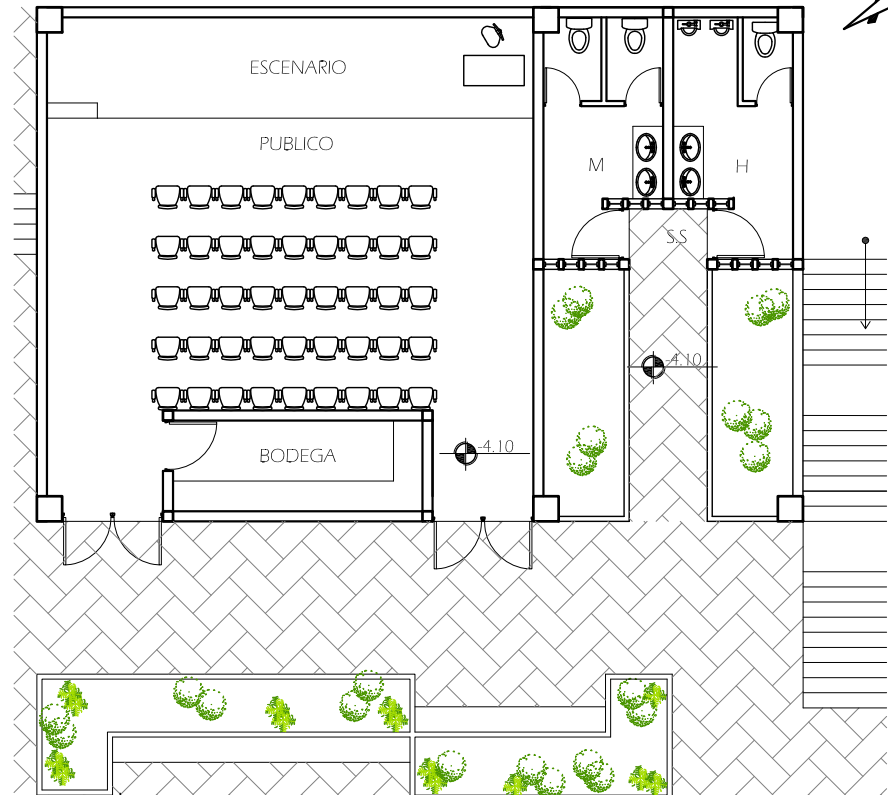 ESCENARIO
PUBLICO
M
H
S.S
-4.10
-4.10
BODEGA